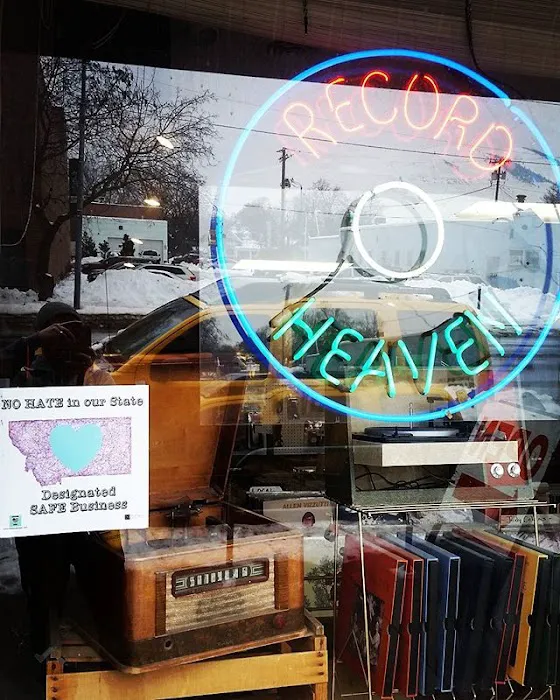 RECORD
HEAVEN
NO HATE in our State
Designated
SAFE Business